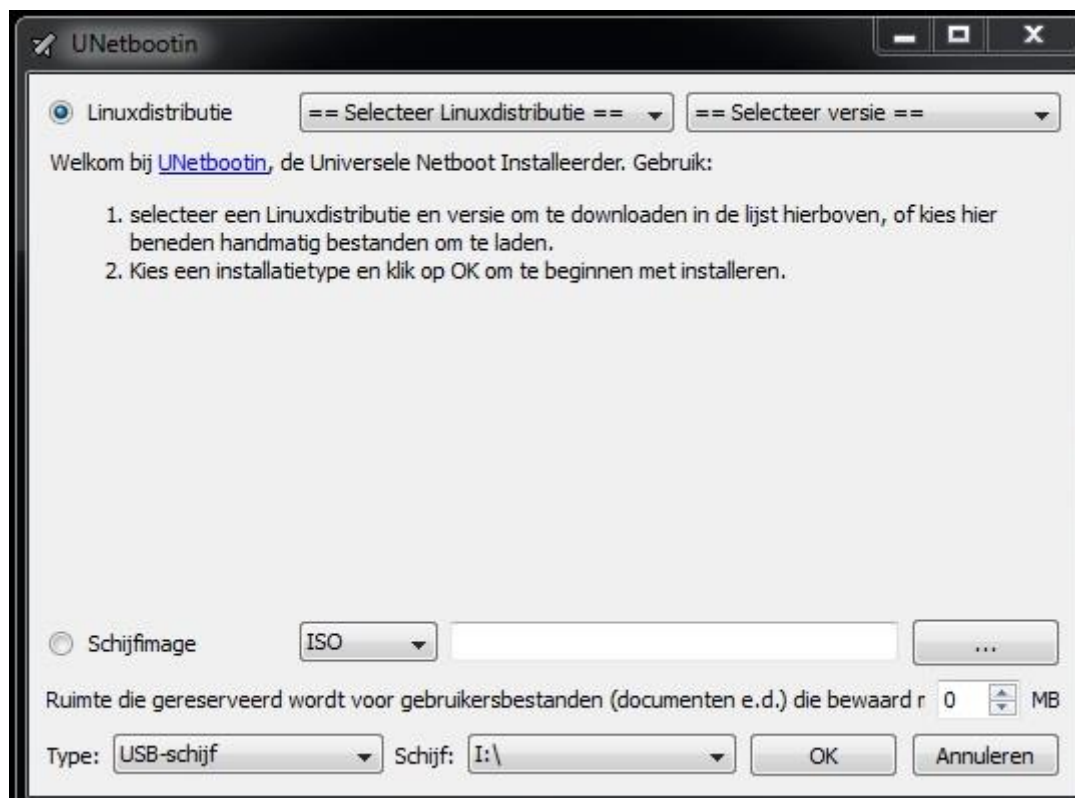 UNetbootin
Linuxdistributie == Selecteer Linuxdistributie == == Selecteer versie ==
Welkom bij UNetbootin, de Universele Netboot Installeerder. Gebruik:
1. selecteer een Linuxdistributie en versie om te downloaden in de lijst hierboven, of kies hier
beneden handmatig bestanden om te laden.
2. Kies een installatietype en klik op OK om te beginnen met installeren.
Schijfimage ISO ...
Ruimte die gereserveerd wordt voor gebruikersbestanden (documenten e.d.) die bewaard r 0 MB
Type: USB-schijf Schijf: I:\ OK Annuleren